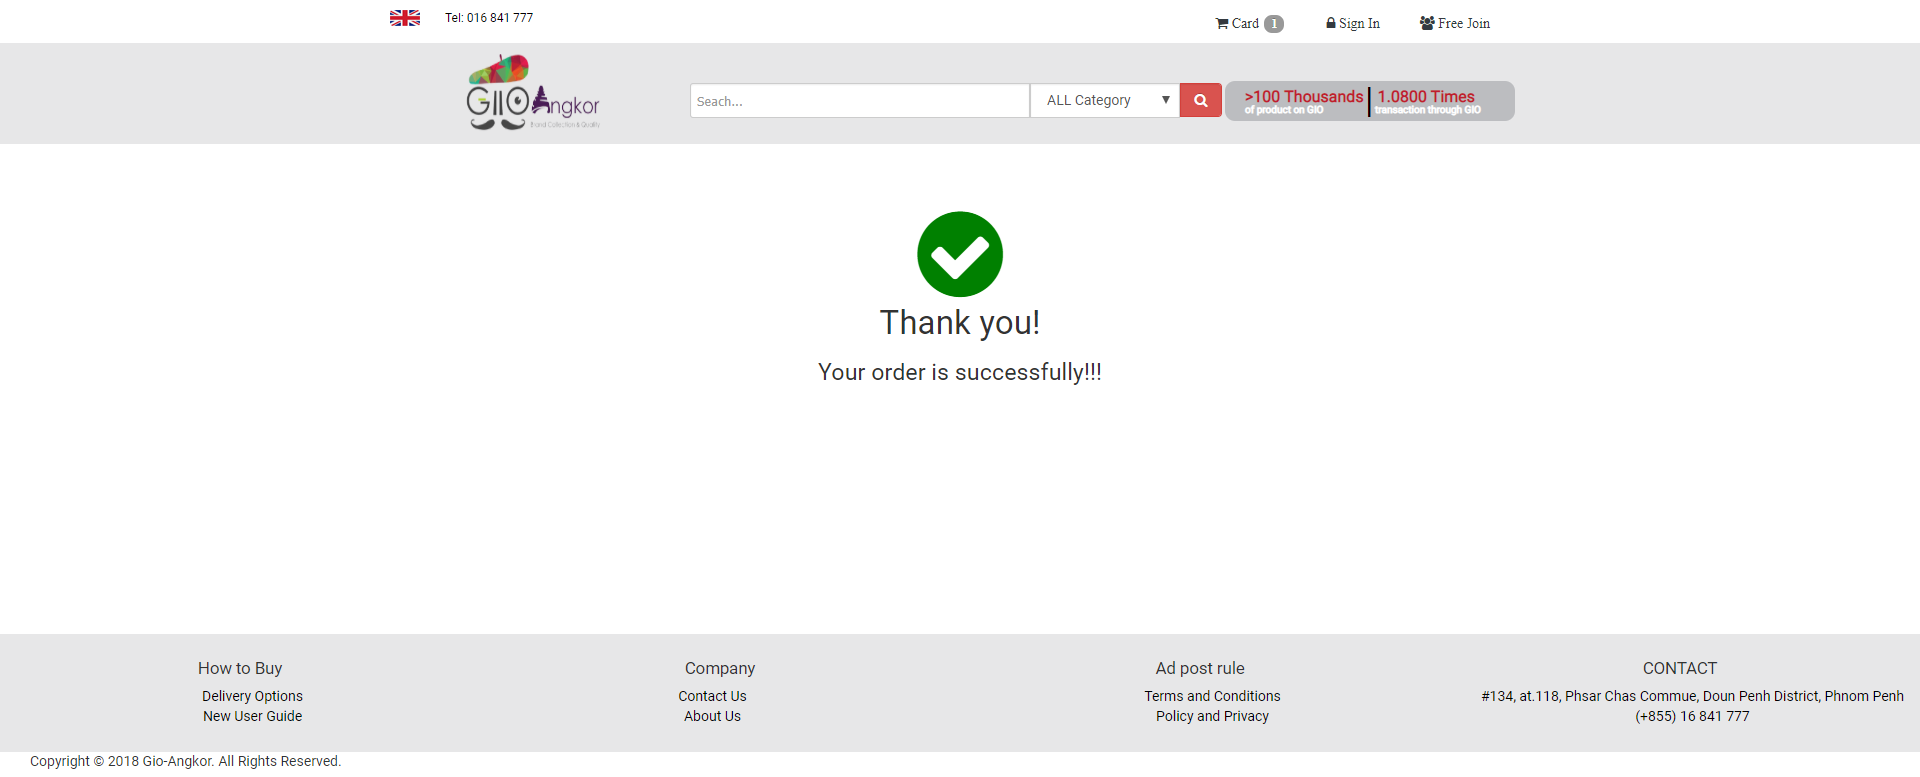 Tel: 016 841 777
Card 1
Sign In
Free Join
GIIO Angkor
Brand Collection & Quality
Seach...
ALL Category
>100 Thousands
of product on GIO
1.0800 Times
transaction through GIO
Thank you!
Your order is successfully!!!
How to Buy
Delivery Options
New User Guide
Company
Contact Us
About Us
Ad post rule
Terms and Conditions
Policy and Privacy
CONTACT
#134, at.118, Phsar Chas Commue, Doun Penh District, Phnom Penh
(+855) 16 841 777
Copyright © 2018 Gio-Angkor. All Rights Reserved.